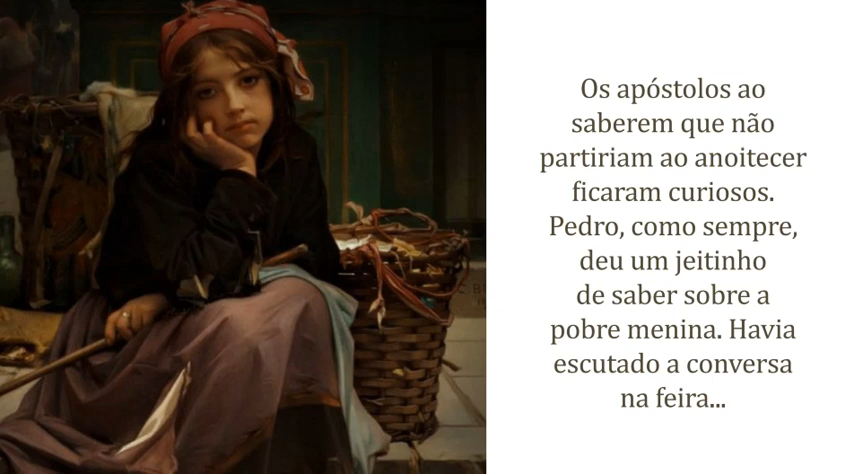 Os apóstolos ao
saberem que não
partiriam ao anoitecer
ficaram curiosos.
Pedro, como sempre,
deu um jeitinho
de saber sobre a
pobre menina. Havia
escutado a conversa
na feira...